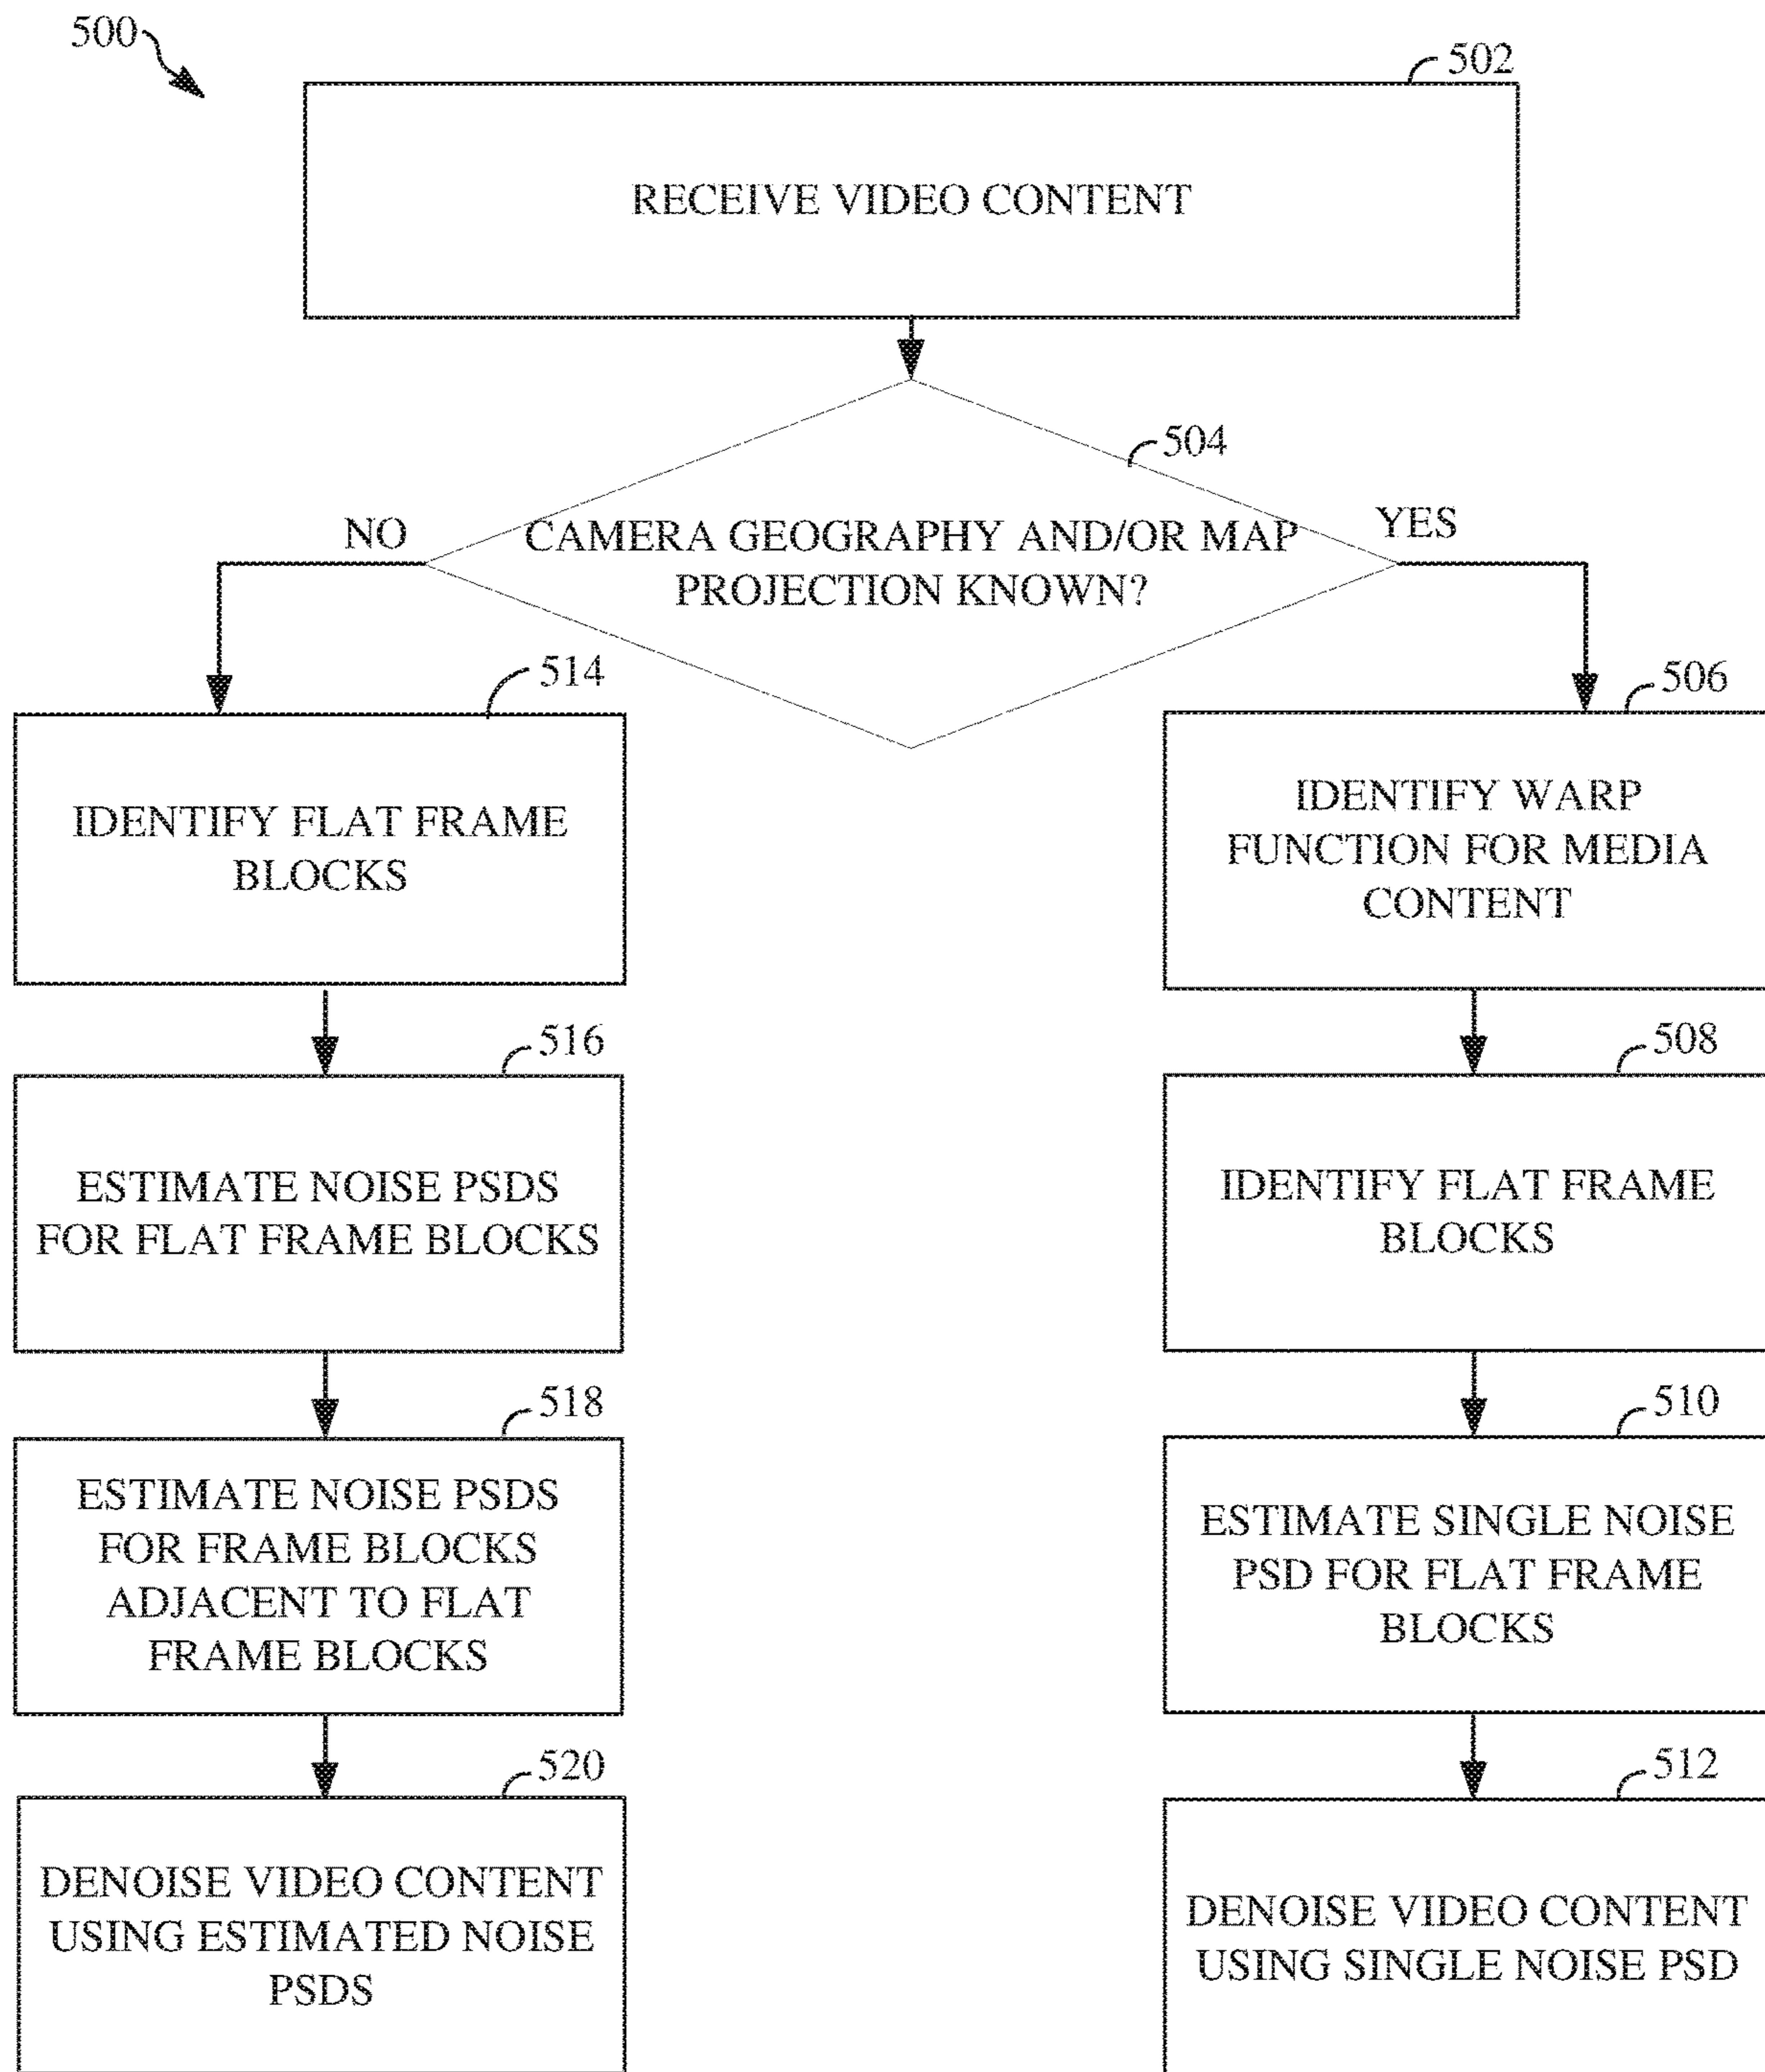 500
502
RECEIVE VIDEO CONTENT
504
NO
CAMERA GEOGRAPHY AND/OR MAP
PROJECTION KNOWN?
YES
514
IDENTIFY FLAT FRAME
BLOCKS
506
IDENTIFY WARP
FUNCTION FOR MEDIA
CONTENT
516
ESTIMATE NOISE PSDS
FOR FLAT FRAME BLOCKS
508
IDENTIFY FLAT FRAME
BLOCKS
518
ESTIMATE NOISE PSDS
FOR FRAME BLOCKS
ADJACENT TO FLAT
FRAME BLOCKS
510
ESTIMATE SINGLE NOISE
PSD FOR FLAT FRAME
BLOCKS
520
DENOISE VIDEO CONTENT
USING ESTIMATED NOISE
PSDS
512
DENOISE VIDEO CONTENT
USING SINGLE NOISE PSD